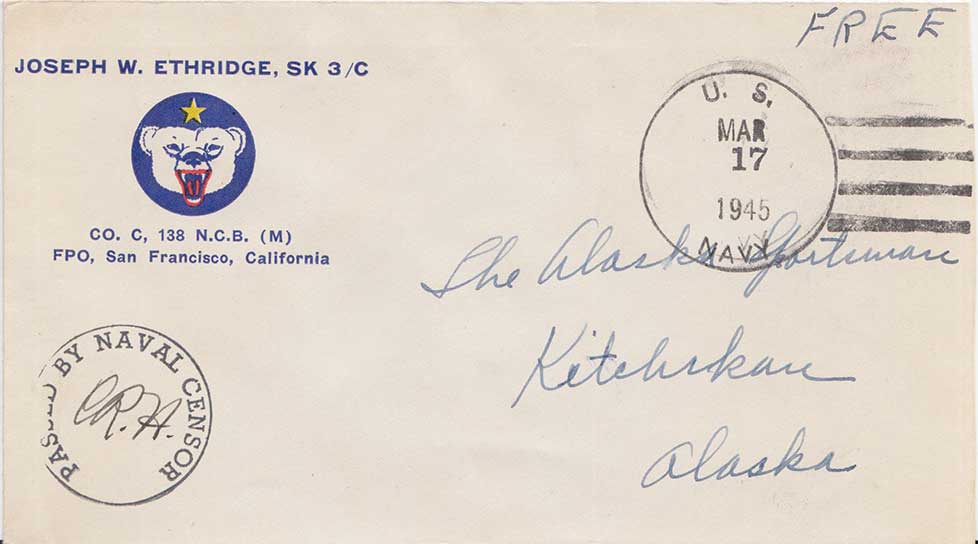 FREE
JOSEPH W. ETHRIDGE, SK 3/C
U. S.
MAR
17
1945
NAVY
CO. C, 138 N.C.B. (M)
FPO, San Francisco, California
The Alaska Sportsman
Ketchikan
Alaska
PASSED BY NAVAL CENSOR
C.R.H.